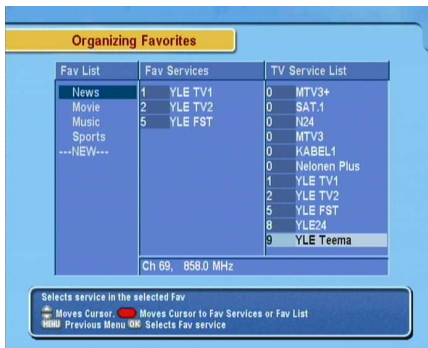 Organizing Favorites
Fav List
News
Movie
Music
Sports
---NEW---
Fav Services
1 YLE TV1
2 YLE TV2
5 YLE FST
TV Service List
0 MTV3+
0 SAT.1
0 N24
0 MTV3
0 KABEL1
0 Nelonen Plus
1 YLE TV1
2 YLE TV2
5 YLE FST
8 YLE24
9 YLE Teema
Ch 69, 858.0 MHz
Selects service in the selected Fav
Moves Cursor. Moves Cursor to Fav Services or Fav List
MENU Previous Menu OK Selects Fav service